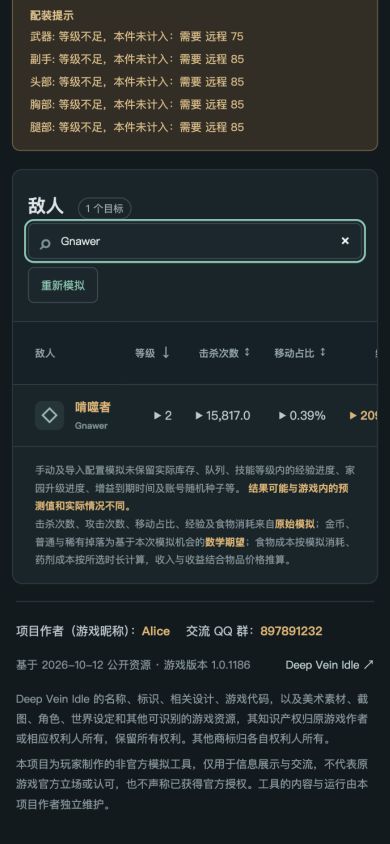 配装提示
武器: 等级不足，本件未计入：需要 远程 75
副手: 等级不足，本件未计入：需要 远程 85
头部: 等级不足，本件未计入：需要 远程 85
胸部: 等级不足，本件未计入：需要 远程 85
腿部: 等级不足，本件未计入：需要 远程 85
敌人 1 个目标
Gnawer ×
重新模拟
敌人 等级 ↓ 击杀次数 ↕ 移动占比 ↕
啃噬者 ▶ 2 ▶ 15,817.0 ▶ 0.39% ▶ 209
Gnawer
手动及导入配置模拟未保留实际库存、队列、技能等级内的经验进度、家
园升级进度、增益到期时间及账号随机种子等。 结果可能与游戏内的预
测值和实际情况不同。
击杀次数、攻击次数、移动占比、经验及食物消耗来自原始模拟；金币、
普通与稀有掉落为基于本次模拟机会的数学期望；食物成本按模拟消耗、
药剂成本按所选时长计算，收入与收益结合物品价格推算。
项目作者（游戏昵称）：Alice 交流 QQ 群：897891232
基于 2026-10-12 公开资源 · 游戏版本 1.0.1186 Deep Vein Idle ↗
Deep Vein Idle 的名称、标识、相关设计、游戏代码，以及美术素材、截
图、角色、世界设定和其他可识别的游戏资源，其知识产权归原游戏作者
或相应权利人所有，保留所有权利。其他商标归各自权利人所有。
本项目为玩家制作的非官方模拟工具，仅用于信息展示与交流，不代表原
游戏官方立场或认可，也不声称已获得官方授权。工具的内容与运行由本
项目作者独立维护。